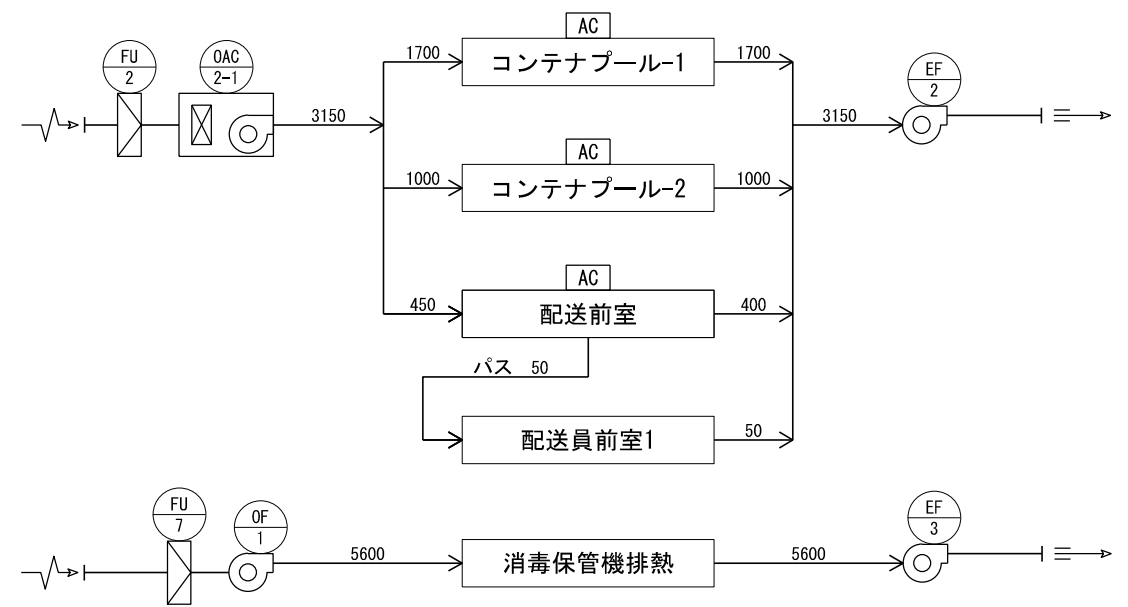 AC
FU
2
OAC
2-1
1700
コンテナプール-1
1700
EF
2
3150
3150
AC
1000
コンテナプール-2
1000
AC
450
配送前室
400
パス 50
配送員前室1
50
FU
7
OF
1
5600
消毒保管機排熱
5600
EF
3